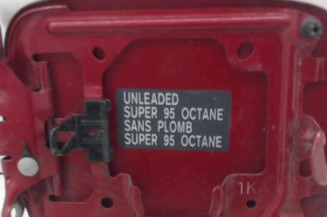 UNLEADED
SUPER 95 OCTANE
SANS PLOMB
SUPER 95 OCTANE
1K